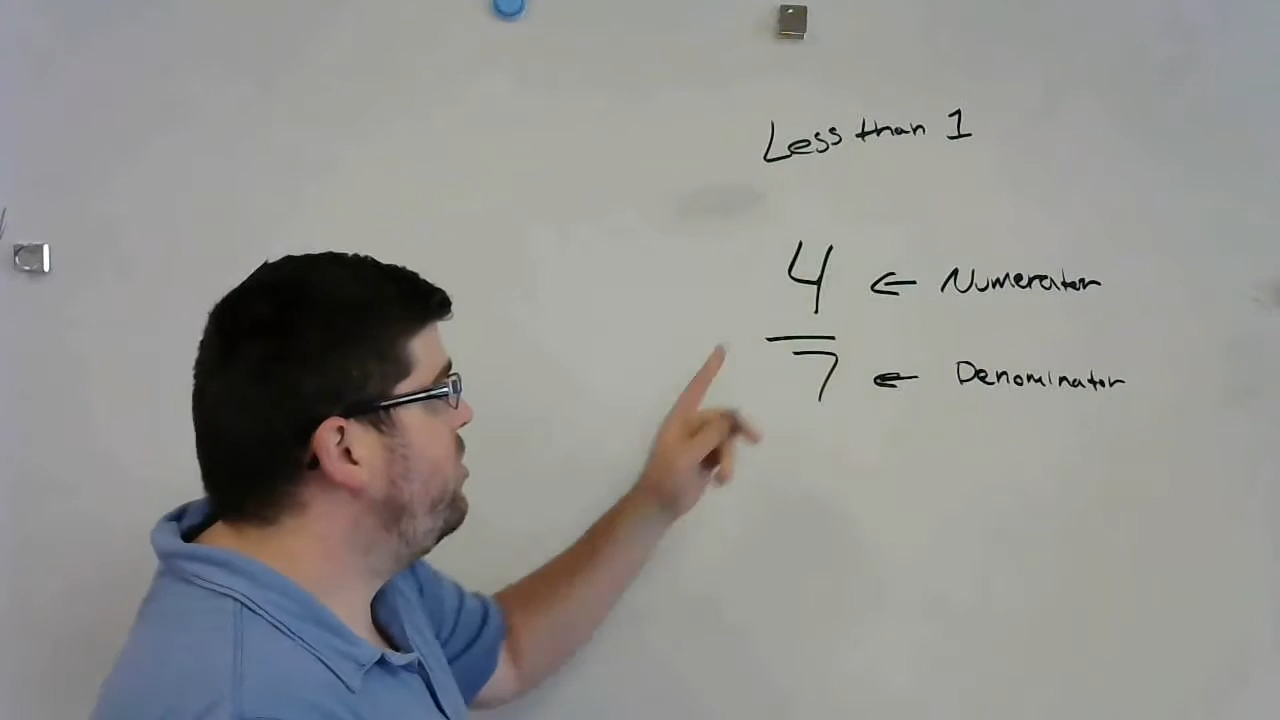 Less than 1
4 ← Numerator
7 ← Denominator